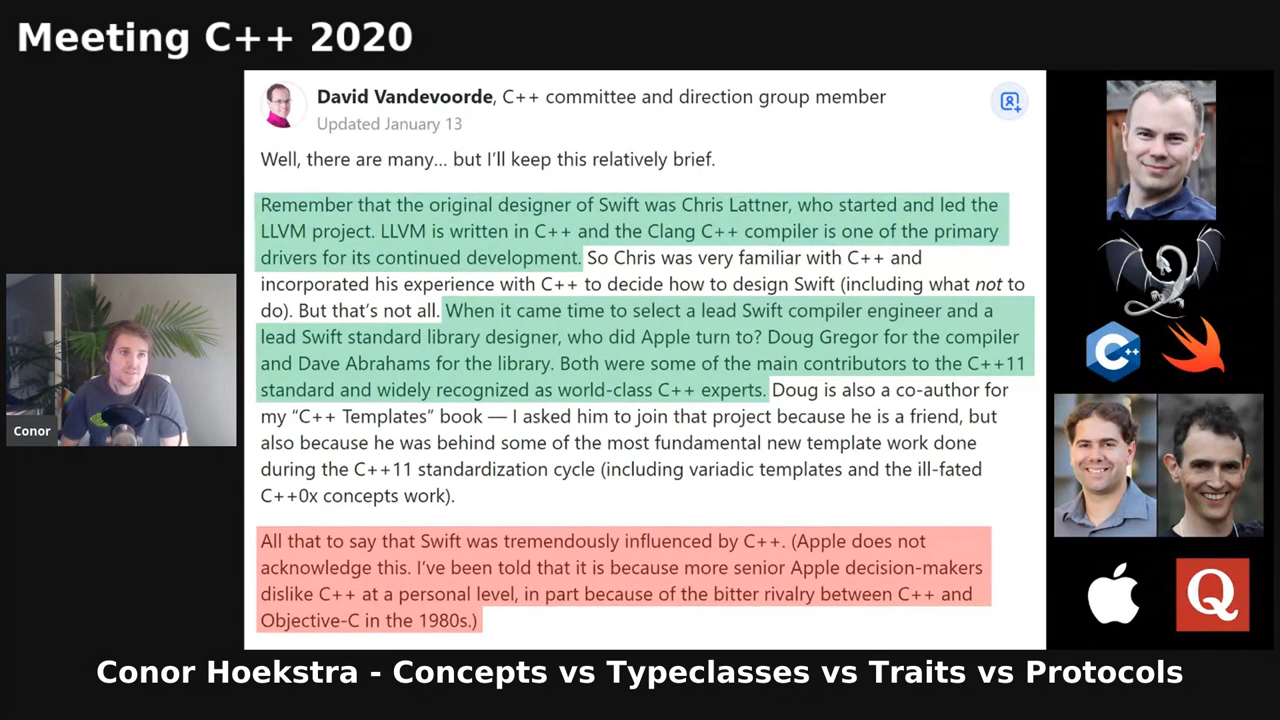 Meeting C++ 2020
David Vandevoorde, C++ committee and direction group member
Updated January 13
Well, there are many... but I'll keep this relatively brief.
Remember that the original designer of Swift was Chris Lattner, who started and led the
LLVM project. LLVM is written in C++ and the Clang C++ compiler is one of the primary
drivers for its continued development. So Chris was very familiar with C++ and
incorporated his experience with C++ to decide how to design Swift (including what not to
do). But that's not all. When it came time to select a lead Swift compiler engineer and a
lead Swift standard library designer, who did Apple turn to? Doug Gregor for the compiler
and Dave Abrahams for the library. Both were some of the main contributors to the C++11
standard and widely recognized as world-class C++ experts. Doug is also a co-author for
my “C++ Templates” book — I asked him to join that project because he is a friend, but
also because he was behind some of the most fundamental new template work done
during the C++11 standardization cycle (including variadic templates and the ill-fated
C++0x concepts work).
All that to say that Swift was tremendously influenced by C++. (Apple does not
acknowledge this. I've been told that it is because more senior Apple decision-makers
dislike C++ at a personal level, in part because of the bitter rivalry between C++ and
Objective-C in the 1980s.)
C++
Q
Conor
Conor Hoekstra - Concepts vs Typeclasses vs Traits vs Protocols